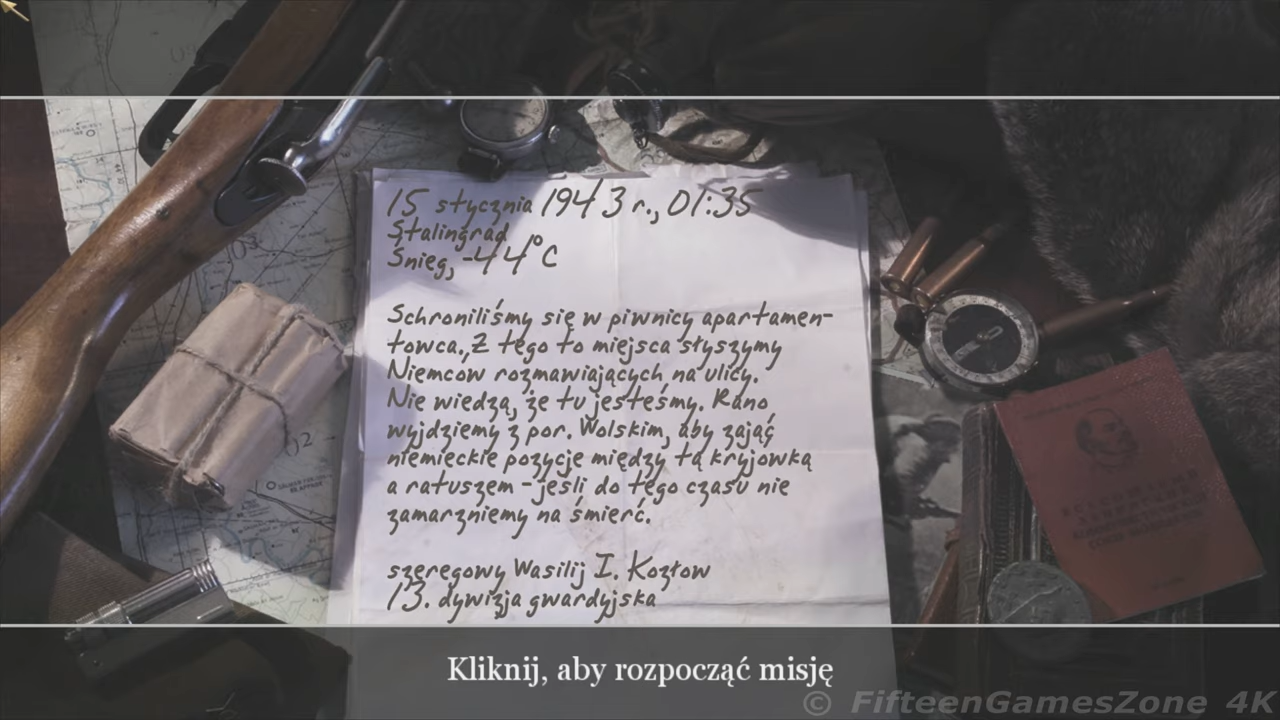 15 stycznia 1943 r., 01:35
Stalingrad
Śnieg, -44°C
Schroniliśmy się w piwnicy apartamen-
towca. Z tego to miejsca słyszymy
Niemcow rozmawiających na ulicy.
Nie wiedzą, że tu jesteśmy. Rano
wyjdziemy z por. Wolskim, aby zająć
niemieckie pozycje między tą kryjowką
a ratuszem - jeśli do tego czasu nie
zamarzniemy na śmierć.
szeregowy Wasilij I. Kozłow
13. dywizja gwardyjska
Kliknij, aby rozpocząć misję
© FifteenGamesZone 4K